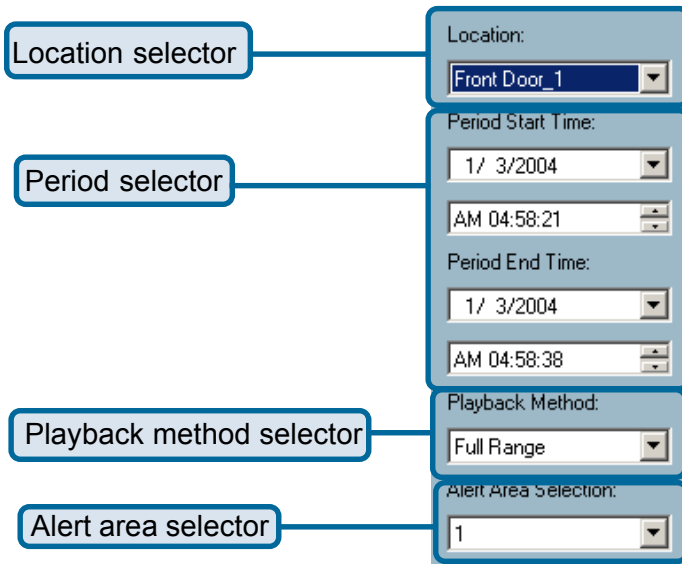 Location selector
Location:
Front Door_1
Period selector
Period Start Time:
1/ 3/2004
AM 04:58:21
Period End Time:
1/ 3/2004
AM 04:58:38
Playback method selector
Playback Method:
Full Range
Alert area selector
Alert Area Selection:
1